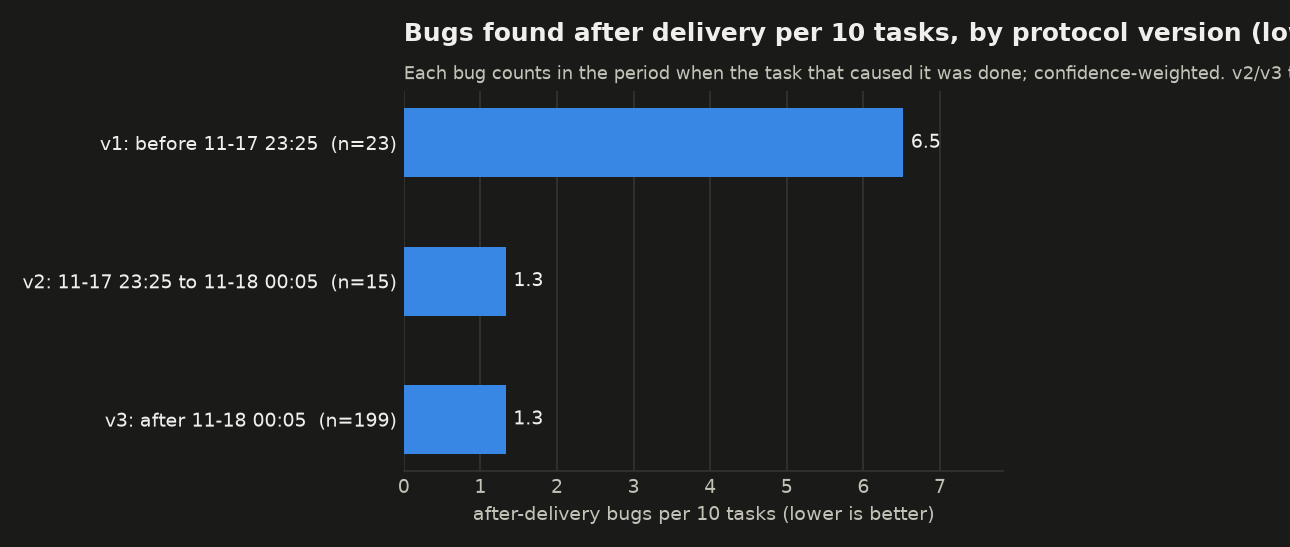 Bugs found after delivery per 10 tasks, by protocol version (lo
Each bug counts in the period when the task that caused it was done; confidence-weighted. v2/v3
v1: before 11-17 23:25 (n=23)
6.5
v2: 11-17 23:25 to 11-18 00:05 (n=15)
1.3
v3: after 11-18 00:05 (n=199)
1.3
0 1 2 3 4 5 6 7
after-delivery bugs per 10 tasks (lower is better)